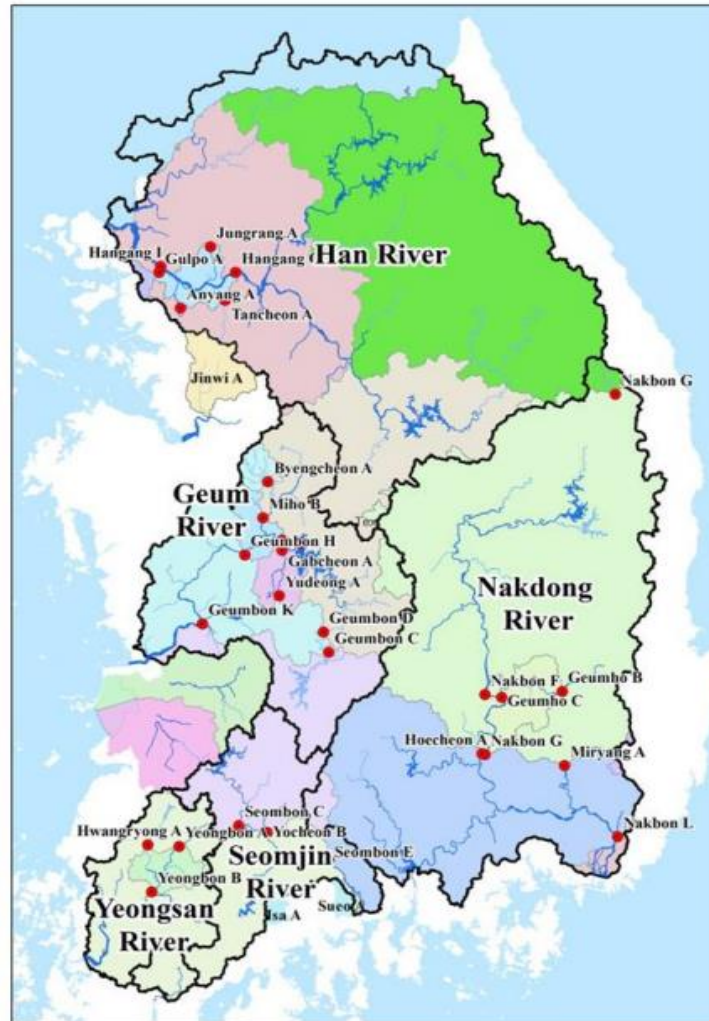 Jungrang A
Hangang I
Gulpo A
Hangang
Han River
Anyang A
Tancheon A
Jinwi A
Nakbon G
Byengcheon A
Geum
River
Miho B
Geumbon H
Gabcheon A
Yudeong A
Nakdong
River
Geumbon K
Geumbon D
Geumbon C
Nakbon F
Geumho B
Geumho C
Hoecheon A
Nakbon G
Miryang A
Seombon C
Nakbon L
Hwangryong A
Yeongbon A
Yocheon B
Seomjin
River
Seombon E
Yeongbon B
Yeongsan
River
Isa A
Sueo A